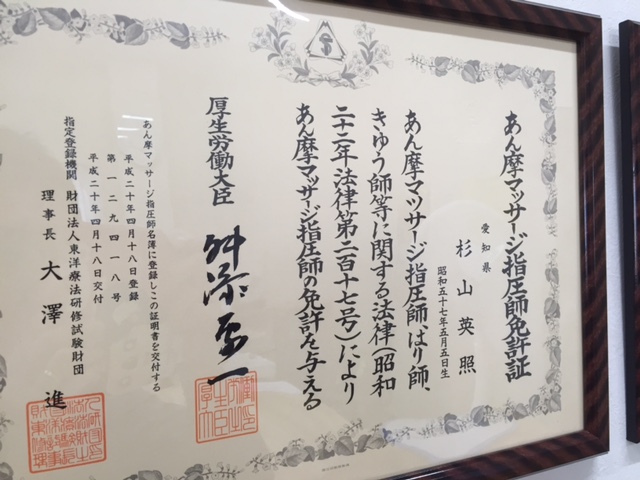 あん摩マッサージ指圧師免許証
愛知県
杉山英照
昭和五十七年五月五日生
あん摩マツサージ指圧師、はり師、
きゆう師等に関する法律（昭和
二十二年法律第二百十七号）により
あん摩マッサージ指圧師の免許を与える
厚生労働大臣 舛添要一
あん摩マッサージ指圧師名簿に登録しこの証明書を交付する
平成二十年四月十八日登録
第一二九四一八号
平成二十年四月十八日交付
指定登録機関 財団法人東洋療法研修試験財団
理事長 大澤 進